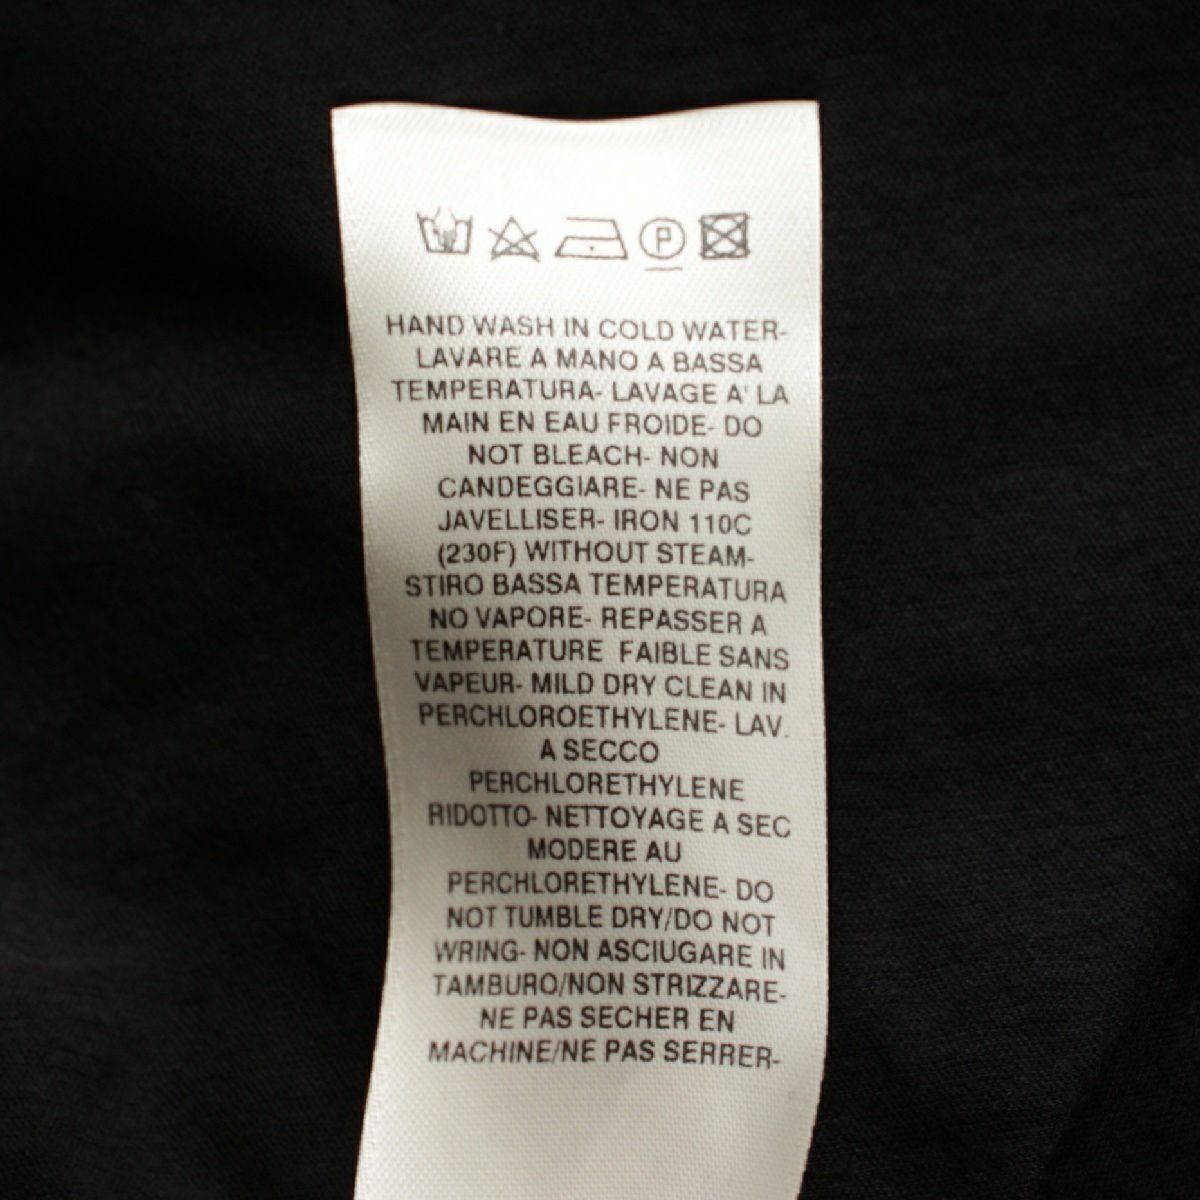 P
HAND WASH IN COLD WATER-
LAVARE A MANO A BASSA
TEMPERATURA- LAVAGE A' LA
MAIN EN EAU FROIDE- DO
NOT BLEACH- NON
CANDEGGIARE- NE PAS
JAVELLISER- IRON 110C
(230F) WITHOUT STEAM-
STIRO BASSA TEMPERATURA
NO VAPORE- REPASSER A
TEMPERATURE FAIBLE SANS
VAPEUR- MILD DRY CLEAN IN
PERCHLOROETHYLENE- LAV.
A SECCO
PERCHLORETHYLENE
RIDOTTO- NETTOYAGE A SEC
MODERE AU
PERCHLORETHYLENE- DO
NOT TUMBLE DRY/DO NOT
WRING- NON ASCIUGARE IN
TAMBURO/NON STRIZZARE-
NE PAS SECHER EN
MACHINE/NE PAS SERRER-